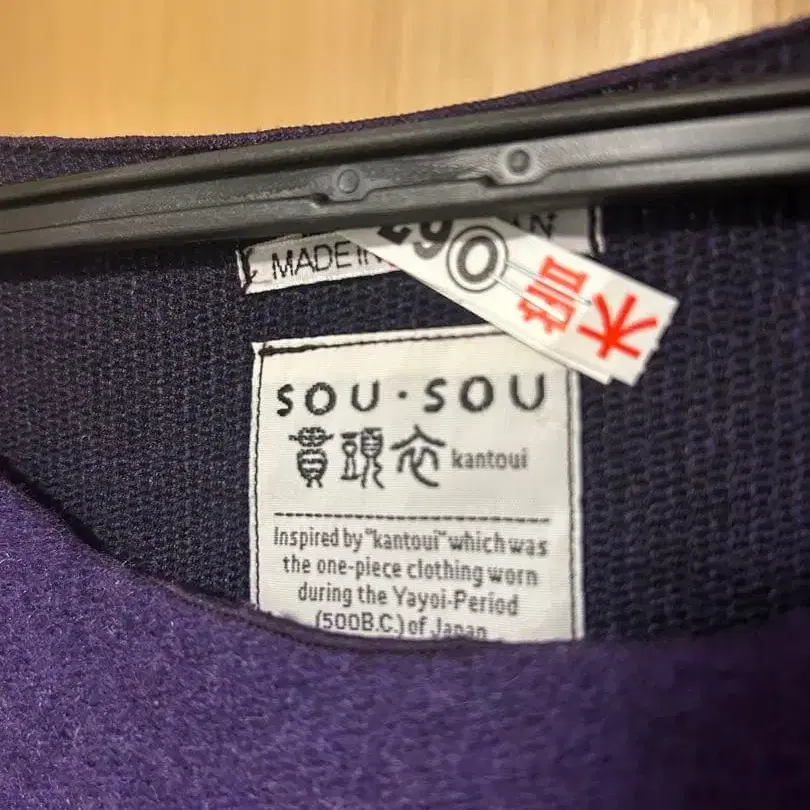 MADE IN
290
SOU・SOU
貫頭衣 kantoui
Inspired by "kantoui" which was
the one-piece clothing worn
during the Yayoi-Period
(500B.C.) of Japan